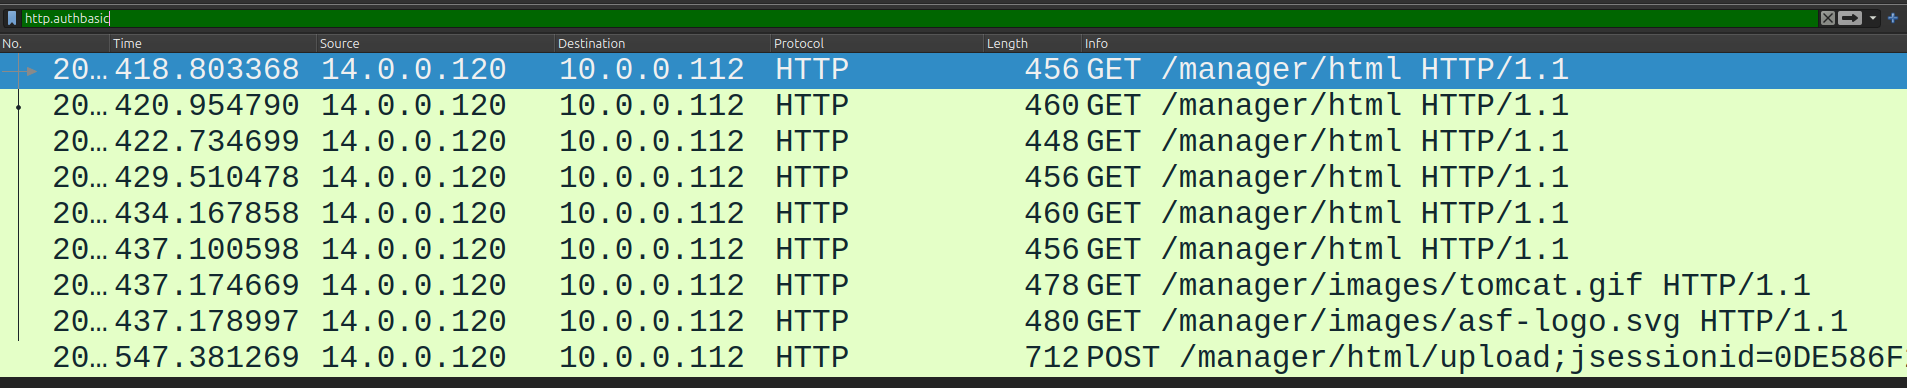 http.authbasic
No. Time Source Destination Protocol Length Info
20… 418.803368 14.0.0.120 10.0.0.112 HTTP 456 GET /manager/html HTTP/1.1
20… 420.954790 14.0.0.120 10.0.0.112 HTTP 460 GET /manager/html HTTP/1.1
20… 422.734699 14.0.0.120 10.0.0.112 HTTP 448 GET /manager/html HTTP/1.1
20… 429.510478 14.0.0.120 10.0.0.112 HTTP 456 GET /manager/html HTTP/1.1
20… 434.167858 14.0.0.120 10.0.0.112 HTTP 460 GET /manager/html HTTP/1.1
20… 437.100598 14.0.0.120 10.0.0.112 HTTP 456 GET /manager/html HTTP/1.1
20… 437.174669 14.0.0.120 10.0.0.112 HTTP 478 GET /manager/images/tomcat.gif HTTP/1.1
20… 437.178997 14.0.0.120 10.0.0.112 HTTP 480 GET /manager/images/asf-logo.svg HTTP/1.1
20… 547.381269 14.0.0.120 10.0.0.112 HTTP 712 POST /manager/html/upload;jsessionid=0DE586F